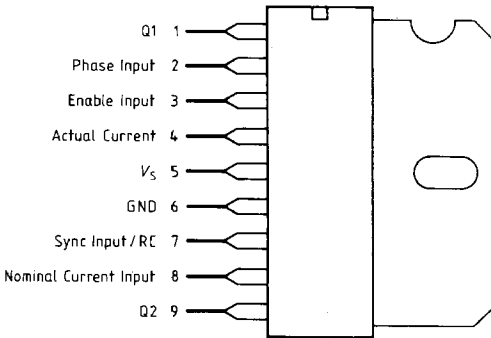 Q1 1
Phase Input 2
Enable input 3
Actual Current 4
VS 5
GND 6
Sync Input/RC 7
Nominal Current Input 8
Q2 9